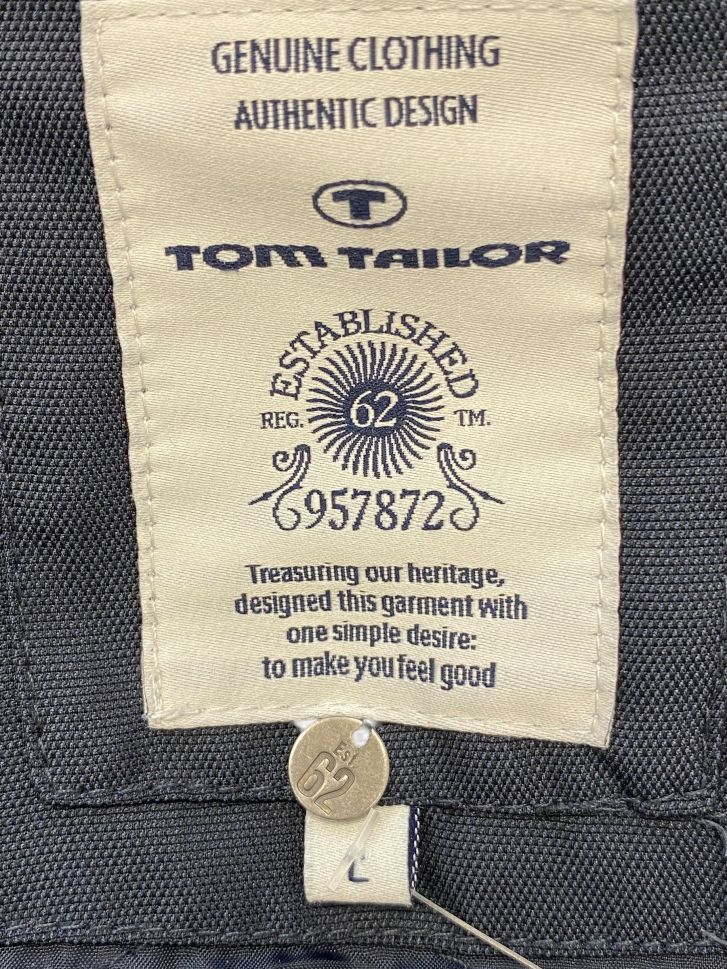 GENUINE CLOTHING
AUTHENTIC DESIGN
T
TOM TAILOR
ESTABLISHED
REG. 62 TM.
957872
Treasuring our heritage,
designed this garment with
one simple desire:
to make you feel good
EST.
62
L